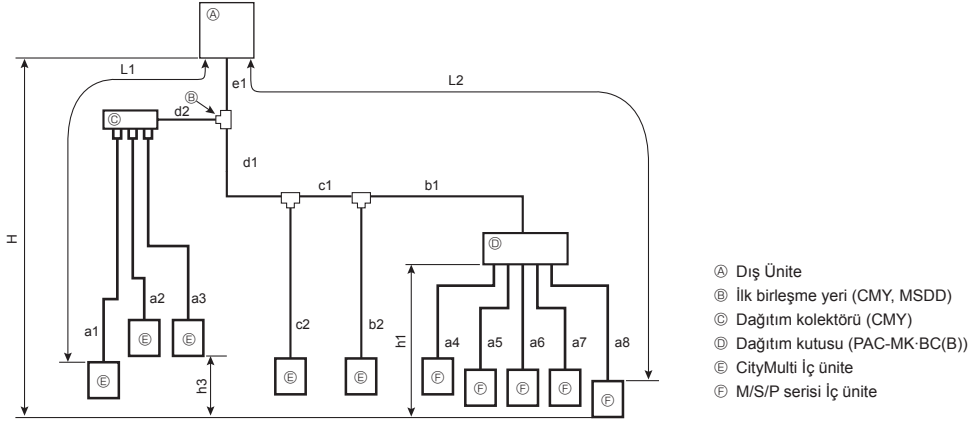 Ⓐ
L1
L2
e1
Ⓑ
Ⓒ
d2
d1
c1
b1
H
Ⓓ
a1
a2
a3
c2
b2
h1
a4
a5
a6
a7
a8
Ⓔ
Ⓔ
Ⓔ
Ⓔ
Ⓔ
Ⓕ
Ⓕ
Ⓕ
Ⓕ
Ⓕ
h3
Ⓐ Dış Ünite
Ⓑ İlk birleşme yeri (CMY, MSDD)
Ⓒ Dağıtım kolektörü (CMY)
Ⓓ Dağıtım kutusu (PAC-MK·BC(B))
Ⓔ CityMulti İç ünite
Ⓕ M/S/P serisi İç ünite